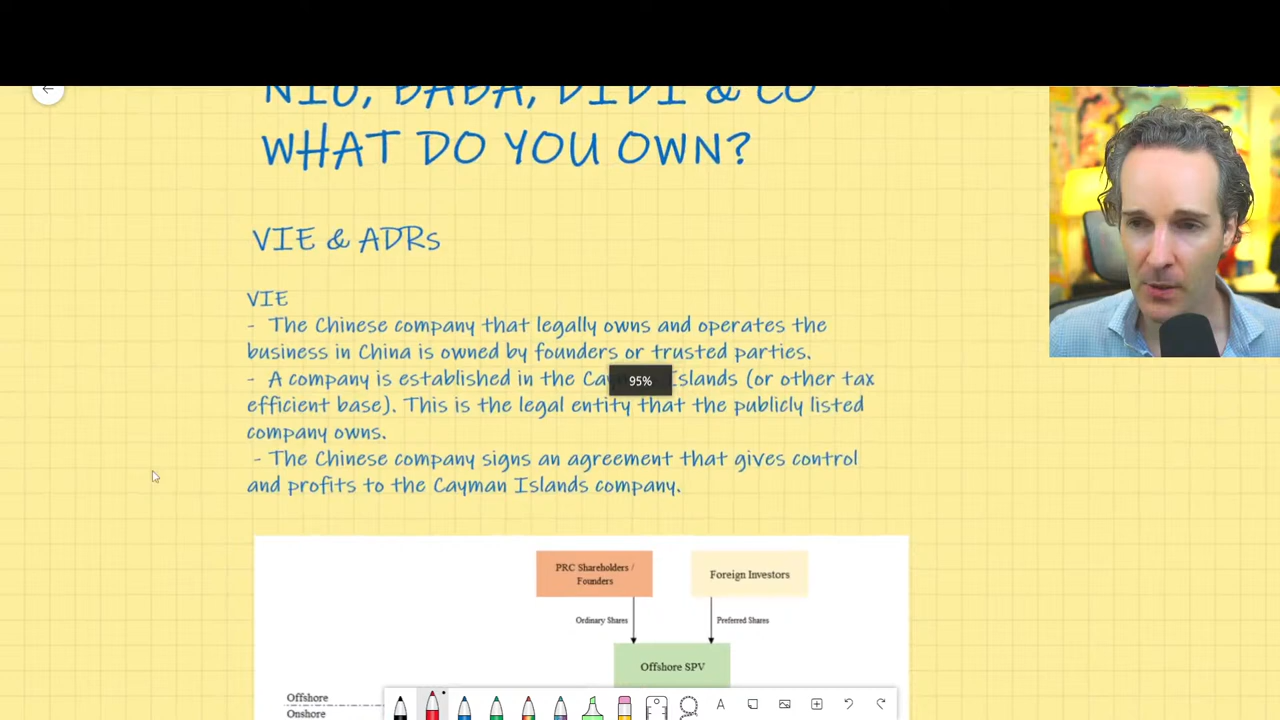 NIO, BABA, DIDI & CO
WHAT DO YOU OWN?
VIE & ADRs
VIE
- The Chinese company that legally owns and operates the
business in China is owned by founders or trusted parties.
- A company is established in the Islands (or other tax
efficient base). This is the legal entity that the publicly listed
company owns.
- The Chinese company signs an agreement that gives control
and profits to the Cayman Islands company.
95%
PRC Shareholders /
Founders
Foreign Investors
Ordinary Shares
Preferred Shares
Offshore SPV
Offshore
Onshore
A